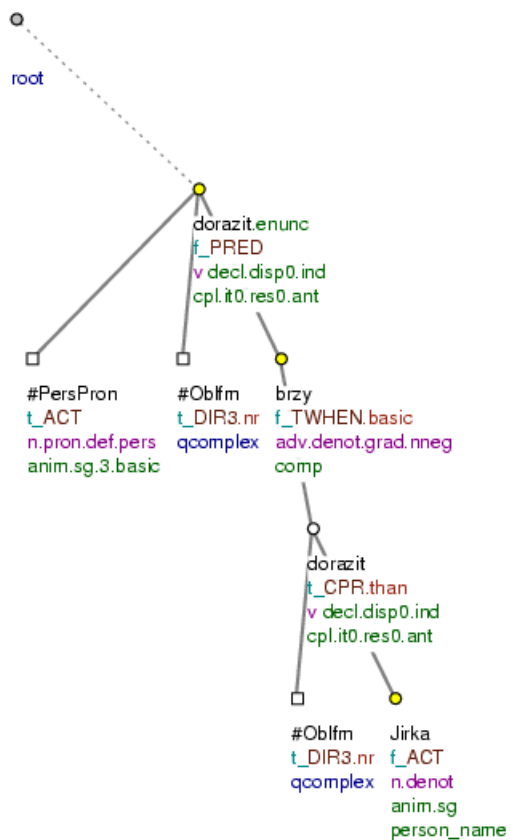 root
dorazit.enunc
f_PRED
v decl.disp0.ind
cpl.it0.res0.ant
#PersPron
t_ACT
n.pron.def.pers
anim.sg.3.basic
#Oblfm
t_DIR3.nr
qcomplex
brzy
f_TWHEN.basic
adv.denot.grad.nneg
comp
dorazit
t_CPR.than
v decl.disp0.ind
cpl.it0.res0.ant
#Oblfm
t_DIR3.nr
qcomplex
Jirka
f_ACT
n.denot
anim.sg
person_name